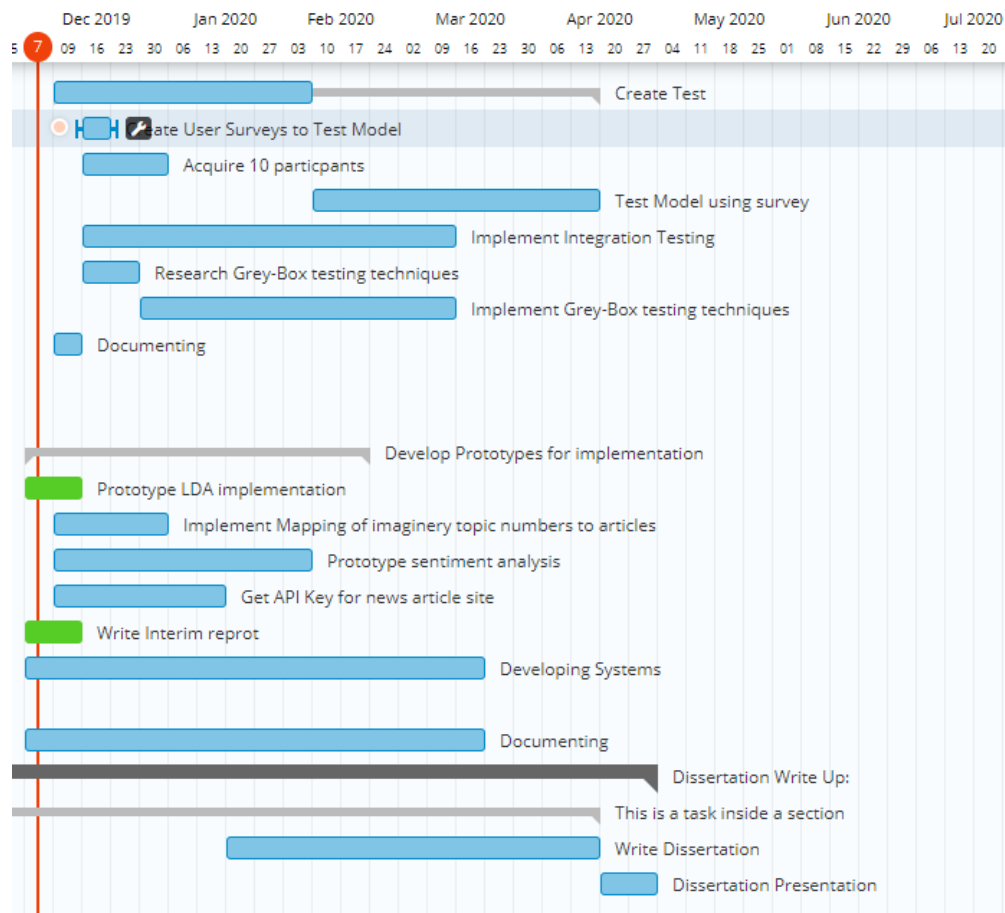 Dec 2019 Jan 2020 Feb 2020 Mar 2020 Apr 2020 May 2020 Jun 2020 Jul 2020
5 7 09 16 23 30 06 13 20 27 03 10 17 24 02 09 16 23 30 06 13 20 27 04 11 18 25 01 08 15 22 29 06 13 20
Create Test
eate User Surveys to Test Model
Acquire 10 particpants
Test Model using survey
Implement Integration Testing
Research Grey-Box testing techniques
Implement Grey-Box testing techniques
Documenting
Develop Prototypes for implementation
Prototype LDA implementation
Implement Mapping of imaginery topic numbers to articles
Prototype sentiment analysis
Get API Key for news article site
Write Interim reprot
Developing Systems
Documenting
Dissertation Write Up:
This is a task inside a section
Write Dissertation
Dissertation Presentation